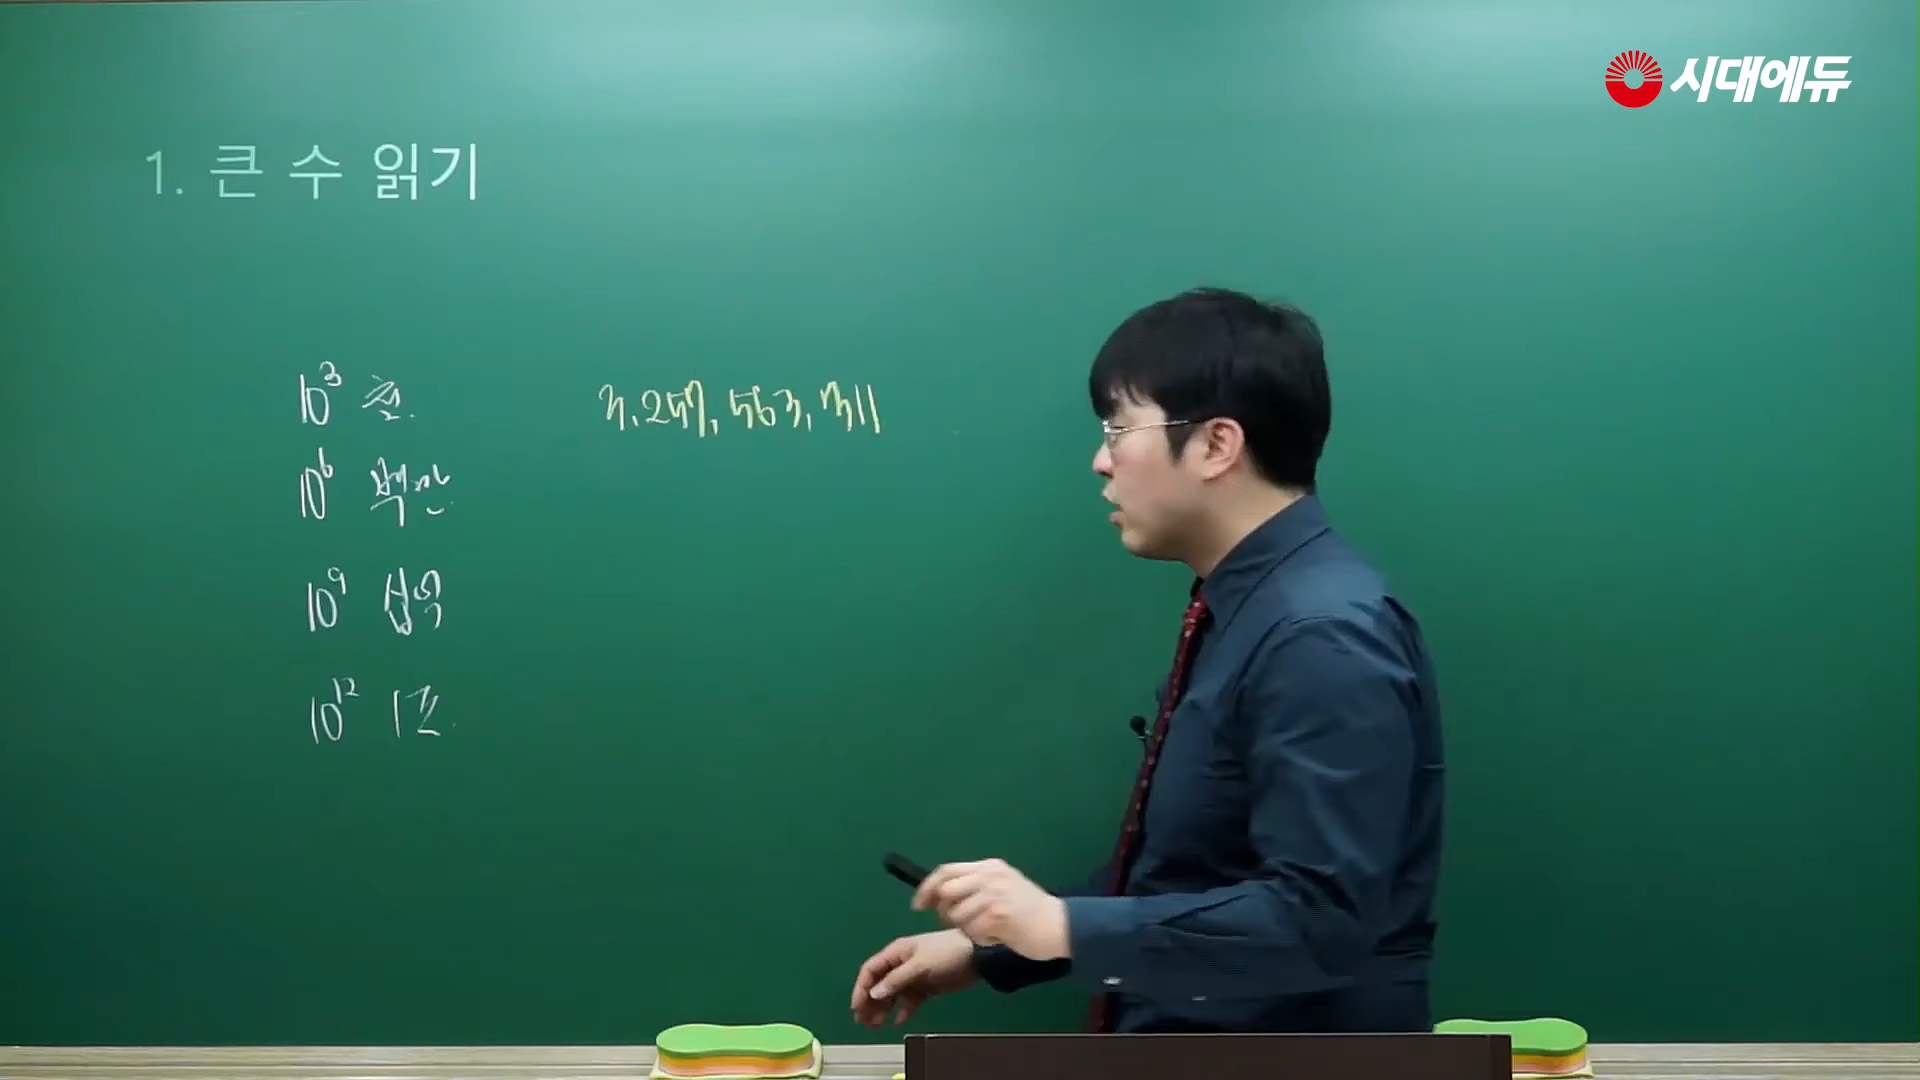 시대에듀
1. 큰 수 읽기
10³ 천.
3,257,563,311
10⁶ 백만
10⁹ 십억
10¹² 1조.